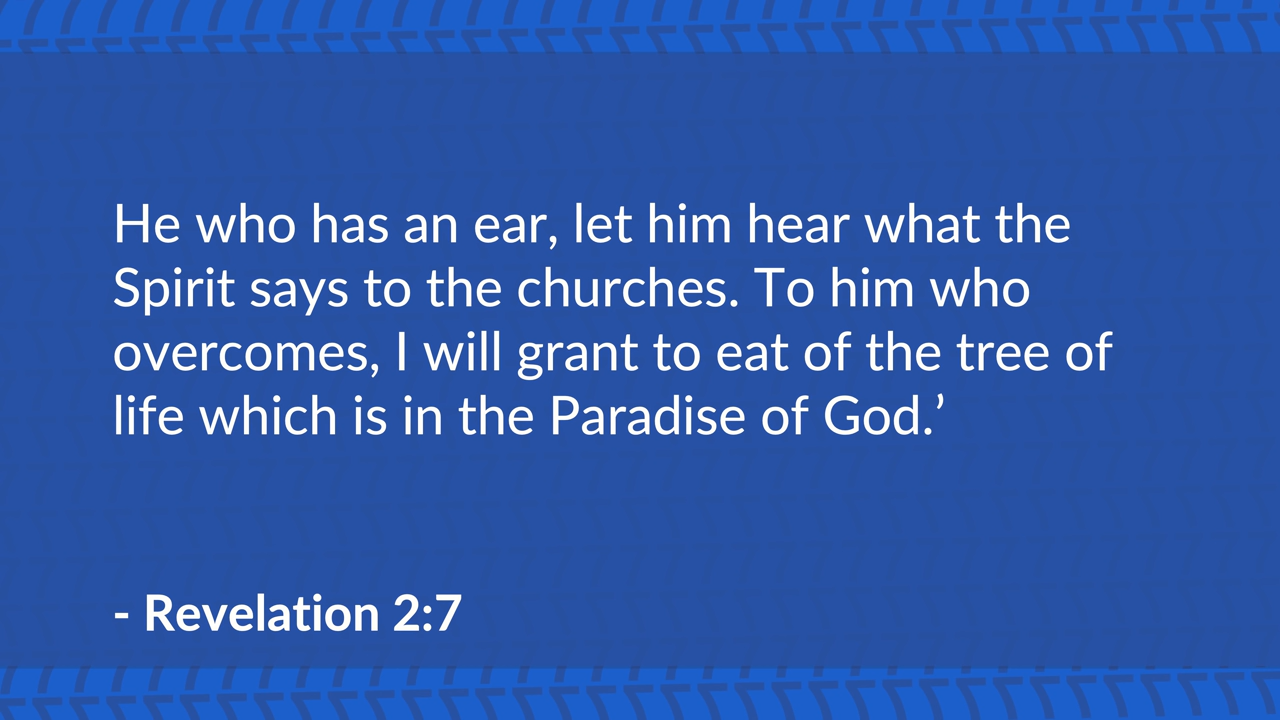 He who has an ear, let him hear what the
Spirit says to the churches. To him who
overcomes, I will grant to eat of the tree of
life which is in the Paradise of God.’
- Revelation 2:7